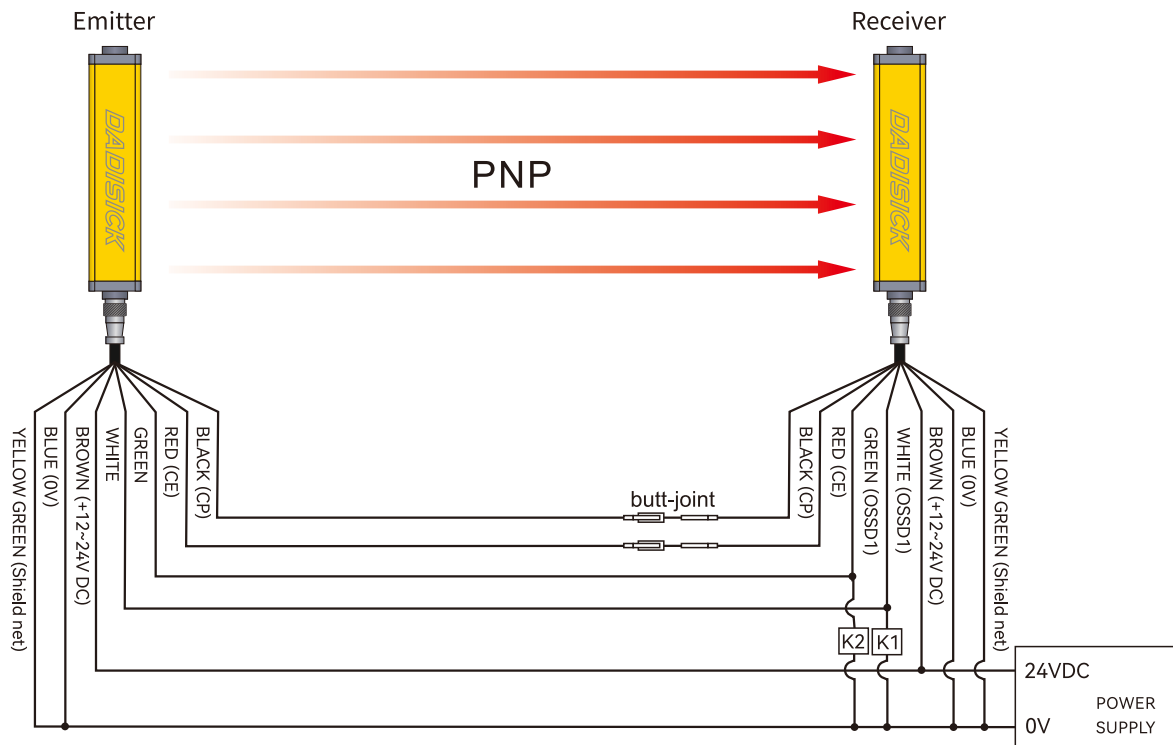 Emitter
Receiver
DADISICK
DADISICK
PNP
YELLOW GREEN (Shield net)
BLUE (0V)
BROWN (+12~24V DC)
WHITE
GREEN
RED (CE)
BLACK (CP)
butt-joint
BLACK (CP)
RED (CE)
GREEN (OSSD1)
WHITE (OSSD1)
BROWN (+12~24V DC)
BLUE (0V)
YELLOW GREEN (Shield net)
K2
K1
24VDC
POWER
SUPPLY
0V